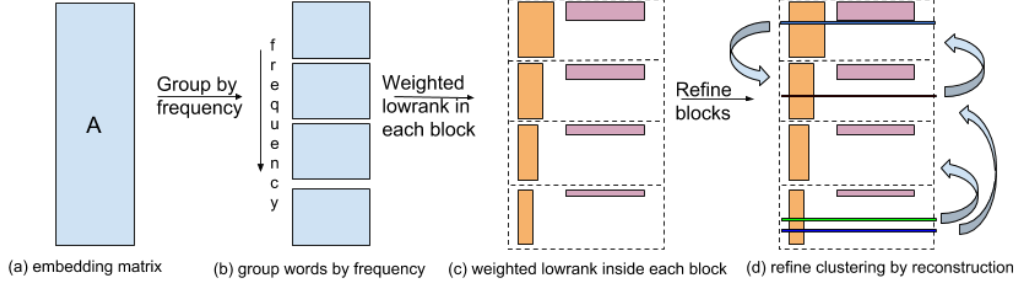 A
Group by
frequency
f
r
e
q
u
e
n
c
y
Weighted
lowrank in
each block
Refine
blocks
(a) embedding matrix
(b) group words by frequency
(c) weighted lowrank inside each block
(d) refine clustering by reconstruction